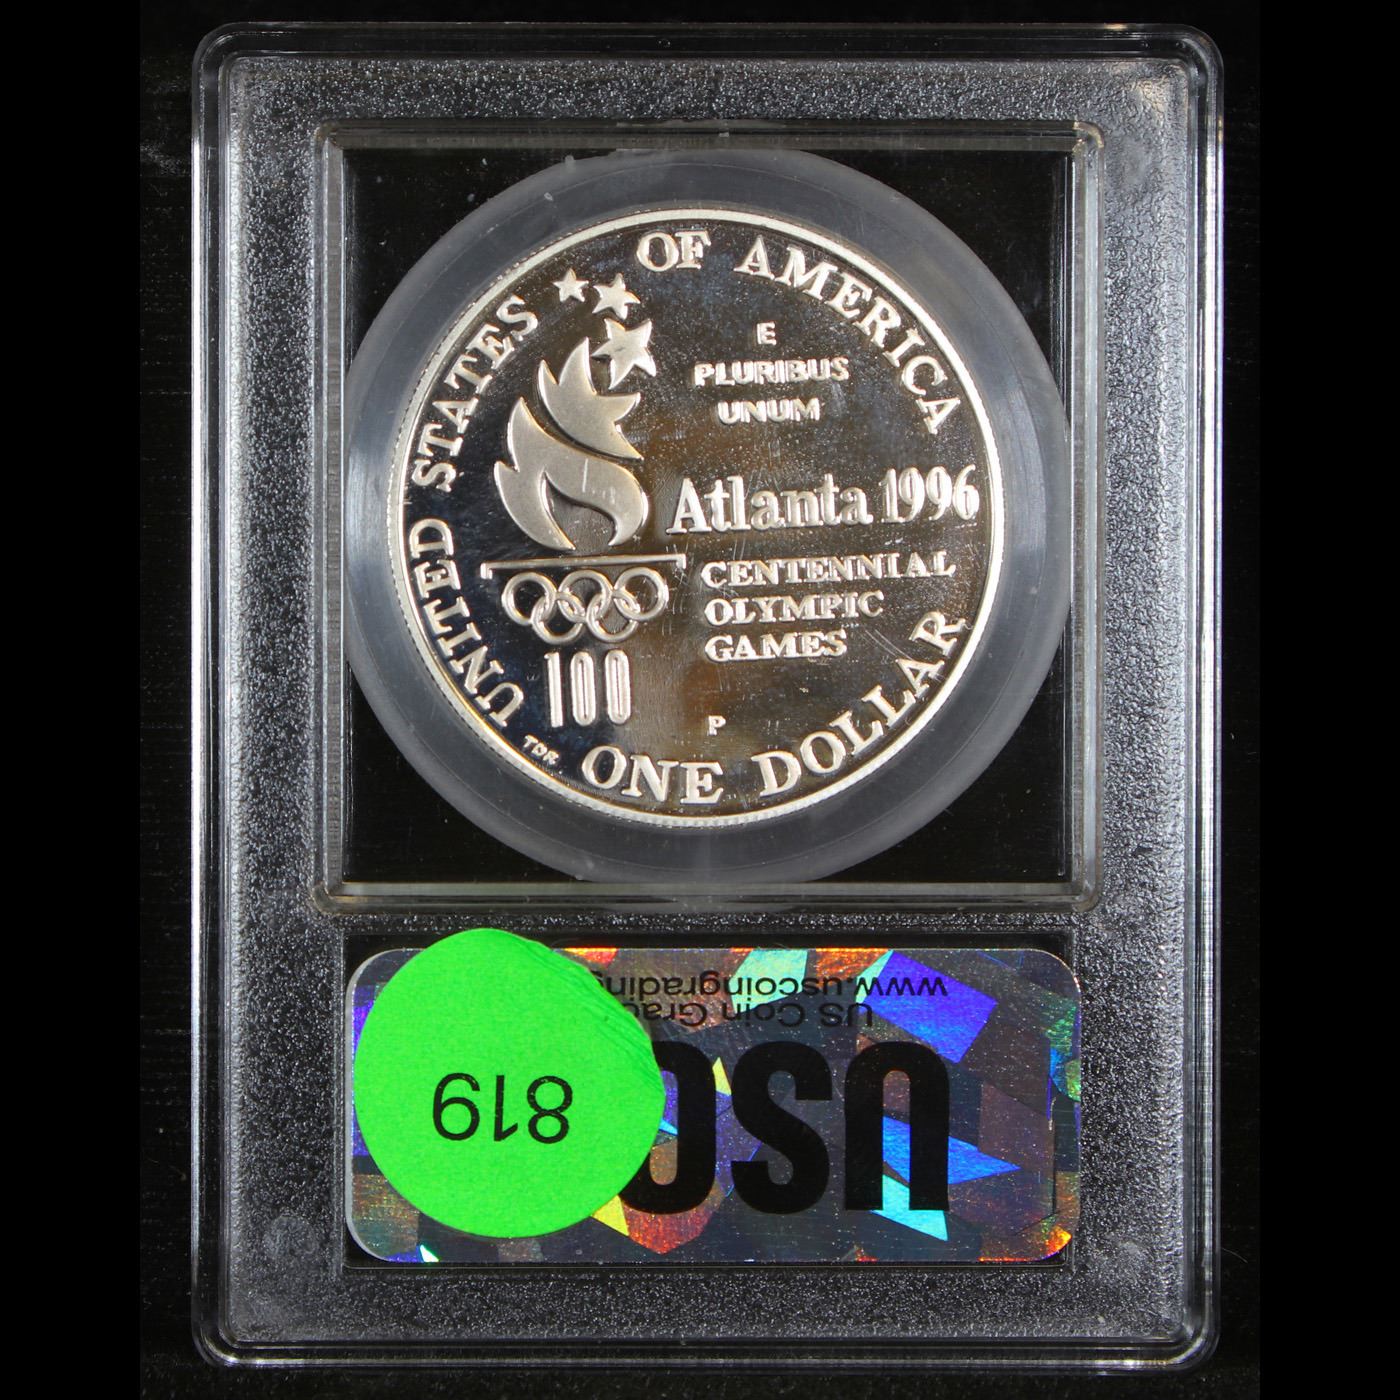 UNITED STATES OF AMERICA
E
PLURIBUS
UNUM
Atlanta 1996
CENTENNIAL
OLYMPIC
GAMES
100
P
TDR
ONE DOLLAR
819
USC
US Coin
www.uscoingrading